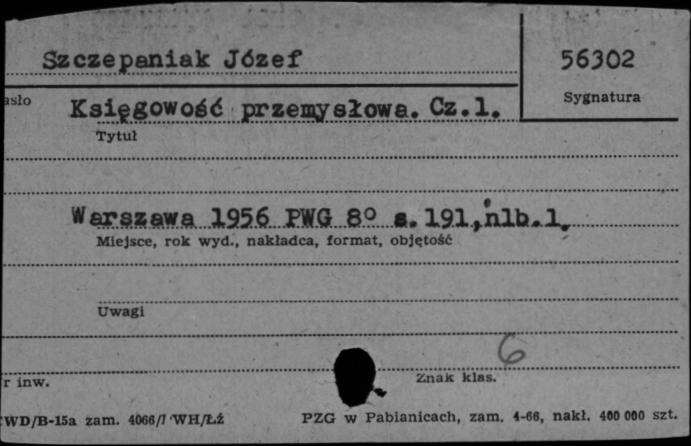 Szczepaniak Józef
56302
asło
Sygnatura
Księgowość przemysłowa. Cz.1.
Tytuł
Warszawa 1956 PWG 8° s.191,nlb.1.
Miejsce, rok wyd., nakładca, format, objętość
Uwagi
6
r inw.
Znak klas.
WD/B-15a zam. 4066/I WH/ŁŻ
PZG w Pabianicach, zam. 4-66, nakł. 400 000 szt.